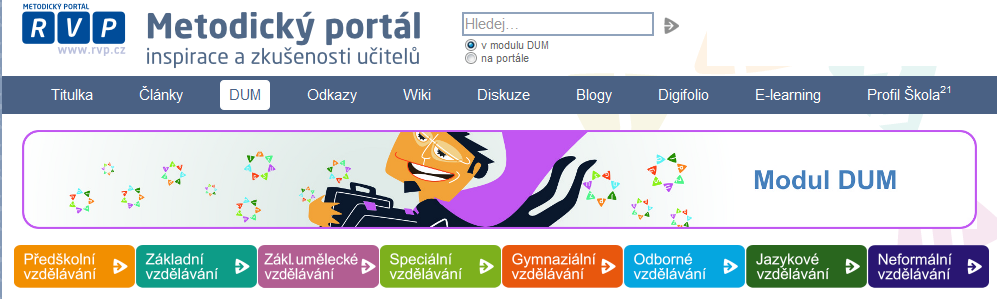 METODICKÝ PORTÁL
RVP
www.rvp.cz
Metodický portál
inspirace a zkušenosti učitelů
Hledej...
v modulu DUM
na portále
Titulka Články DUM Odkazy Wiki Diskuze Blogy Digifolio E-learning Profil Škola21
Modul DUM
Předškolní
vzdělávání
Základní
vzdělávání
Zákl.umělecké
vzdělávání
Speciální
vzdělávání
Gymnaziální
vzdělávání
Odborné
vzdělávání
Jazykové
vzdělávání
Neformální
vzdělávání